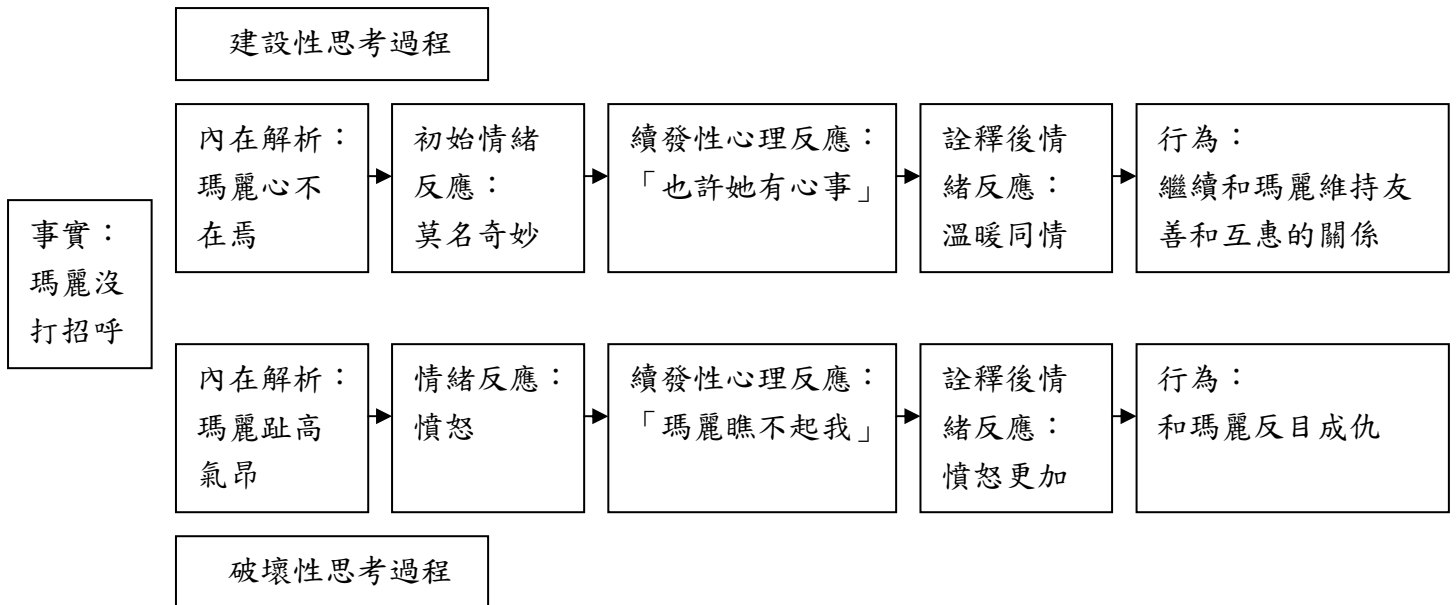 建設性思考過程
事實：
瑪麗沒
打招呼
內在解析：
瑪麗心不
在焉
初始情緒
反應：
莫名奇妙
續發性心理反應：
「也許她有心事」
詮釋後情
緒反應：
溫暖同情
行為：
繼續和瑪麗維持友
善和互惠的關係
內在解析：
瑪麗趾高
氣昂
情緒反應：
憤怒
續發性心理反應：
「瑪麗瞧不起我」
詮釋後情
緒反應：
憤怒更加
行為：
和瑪麗反目成仇
破壞性思考過程